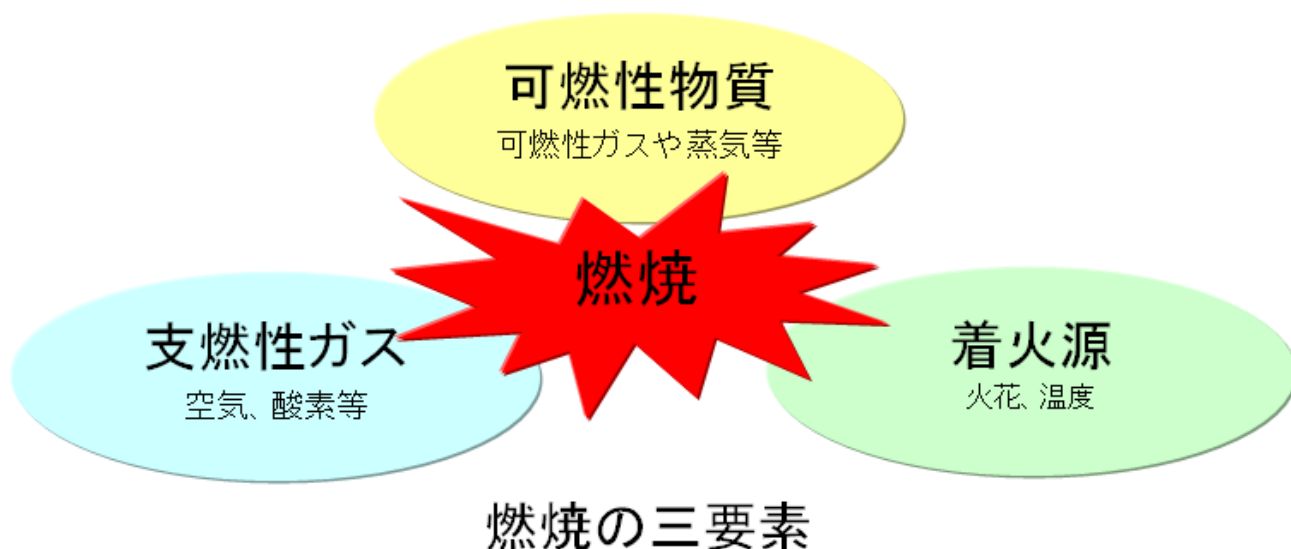 可燃性物質
可燃性ガスや蒸気等
燃焼
支燃性ガス
空気、酸素等
着火源
火花、温度
燃焼の三要素